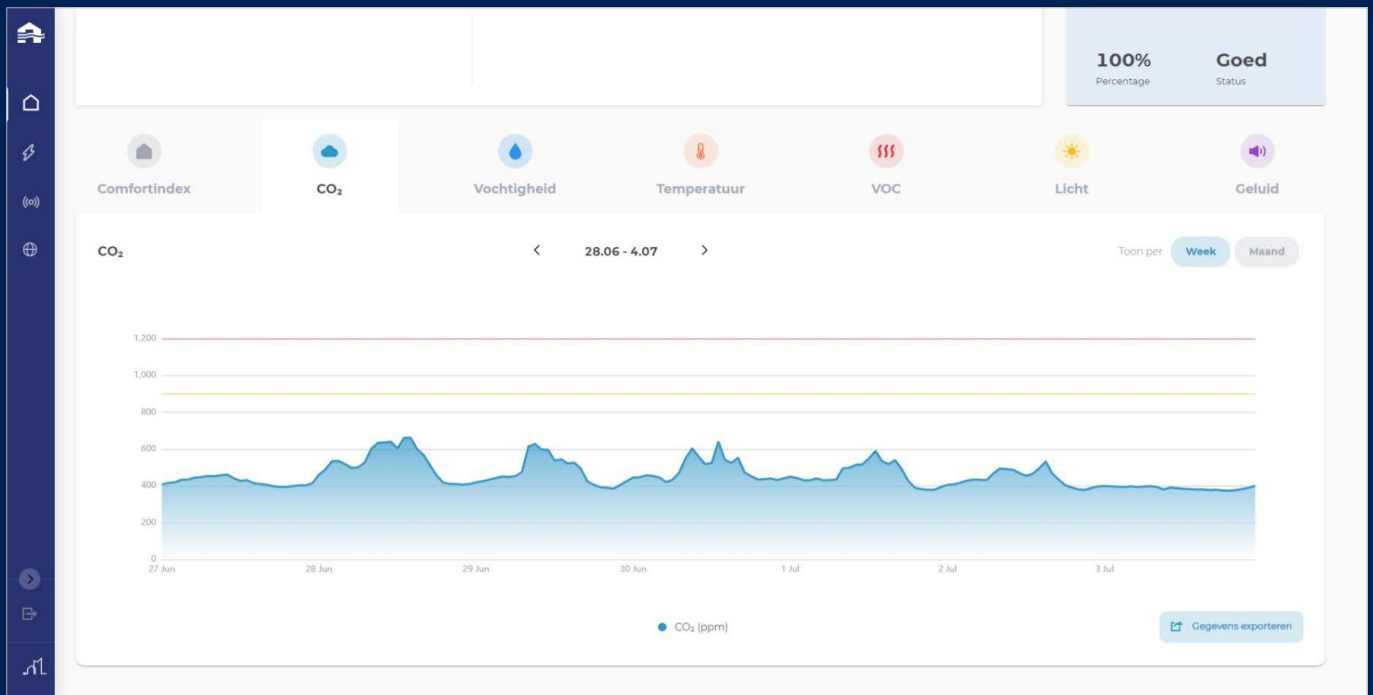 100% Goed
Percentage Status
Comfortindex CO₂ Vochtigheid Temperatuur VOC Licht Geluid
CO₂ 28.06 - 4.07 Toon per Week Maand
1,200
1,000
800
600
400
200
0
27 Jun 28 Jun 29 Jun 30 Jun 1 Jul 2 Jul 3 Jul
CO₂ (ppm)
Gegevens exporteren